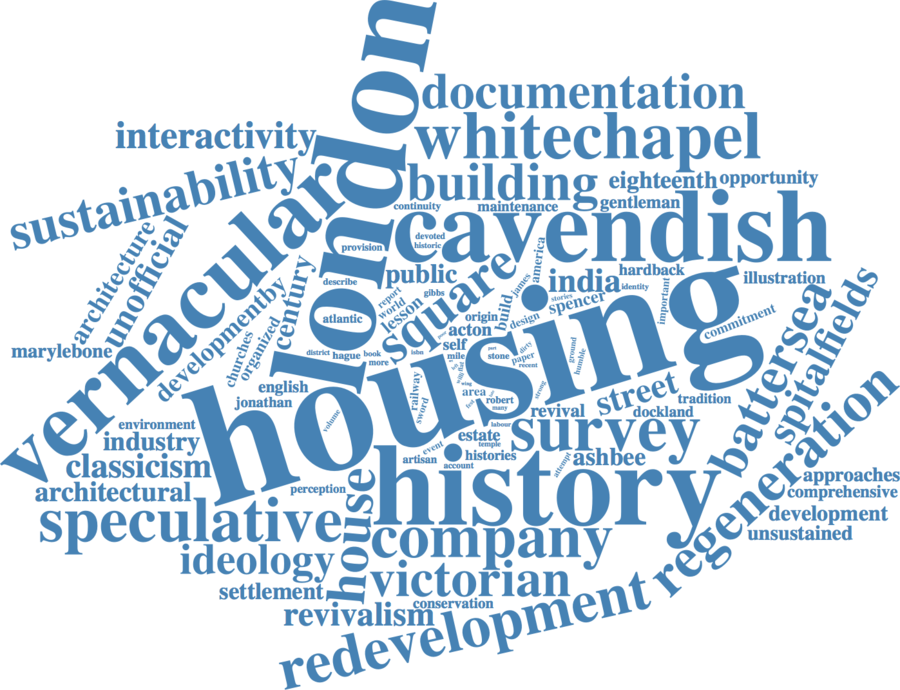 london
documentation
interactivity
whitechapel
sustainability
building
eighteenth
opportunity
gentleman
continuity
maintenance
vernacular
cavendish
devoted
historic
architecture
unofficial
provision
america
public
india
hardback
identity
illustration
describe
century
square
report
world
gibbs
lesson
james
stories
spencer
important
developmentby
atlantic
origin
build
design
commitment
acton
self
marylebone
churches
organized
district
hague
book
more
john
mile
stone
dirty
paper
recent
ground
humble
battersea
spitalfields
housing
english
jonathan
railway
sword
area
wing
robert
many
strong
street
tradition
volume
revival
dockland
environment
industry
labour
survey
estate
temple
event
histories
artisan
account
attempt
ashbee
classicism
architectural
perception
history
regeneration
approaches
comprehensive
development
unsustained
speculative
house
company
ideology
victorian
settlement
conservation
revivalism
redevelopment